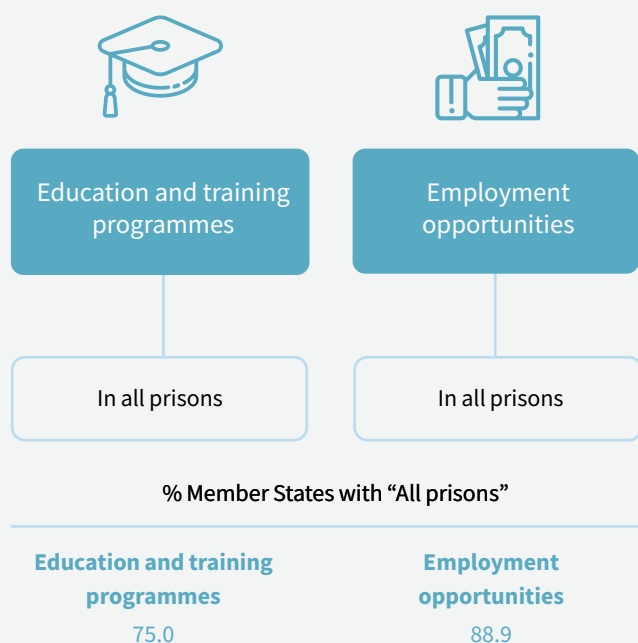 Education and training
programmes
Employment
opportunities
In all prisons
In all prisons
% Member States with “All prisons”
Education and training
programmes
Employment
opportunities
75.0
88.9